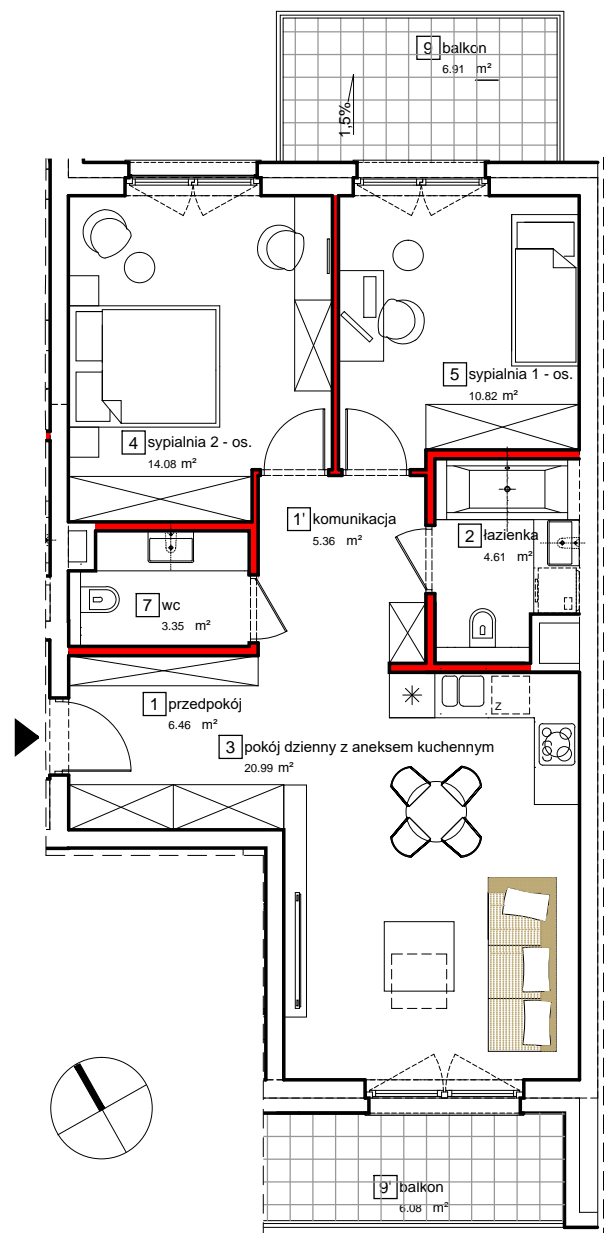 9 balkon
6.91 m²
1,5%
5 sypialnia 1 - os.
10.82 m²
4 sypialnia 2 - os.
14.08 m²
1' komunikacja
5.36 m²
2 łazienka
4.61 m²
7 wc
3.35 m²
1 przedpokój
6.46 m²
Z
3 pokój dzienny z aneksem kuchennym
20.99 m²
9' balkon
6.08 m²